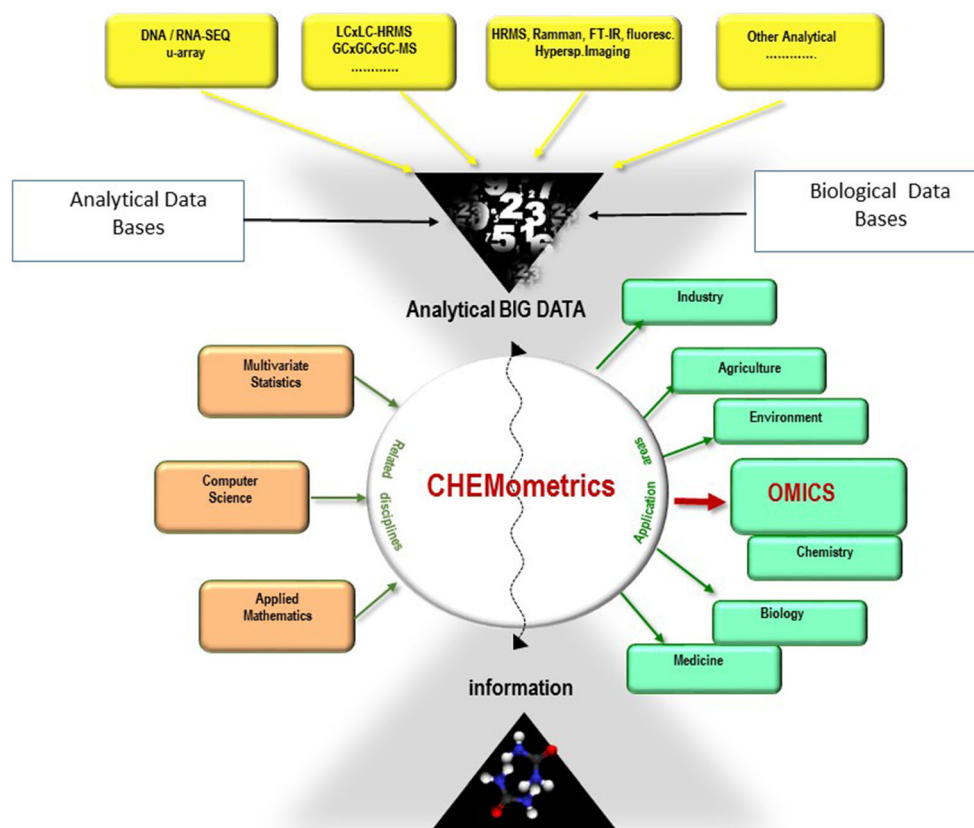 DNA / RNA-SEQ
u-array
LCxLC-HRMS
GCxGCxGC-MS
............
HRMS, Ramman, FT-IR, fluoresc.
Hypersp.Imaging
Other Analytical
.............
Analytical Data
Bases
Biological Data
Bases
Analytical BIG DATA
Industry
Agriculture
Environment
OMICS
Chemistry
Biology
Medicine
Multivariate
Statistics
Computer
Science
Applied
Mathematics
Related disciplines
CHEMometrics
Application areas
information